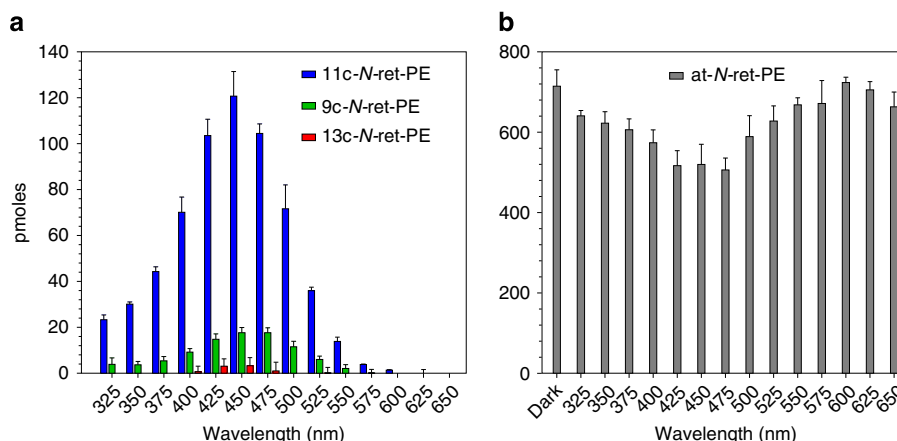 a
140
120
100
80
60
40
20
0
pmoles
11c-N-ret-PE
9c-N-ret-PE
13c-N-ret-PE
325 350 375 400 425 450 475 500 525 550 575 600 625 650
Wavelength (nm)
b
800
600
400
200
0
at-N-ret-PE
Dark 325 350 375 400 425 450 475 500 525 550 575 600 625 650
Wavelength (nm)